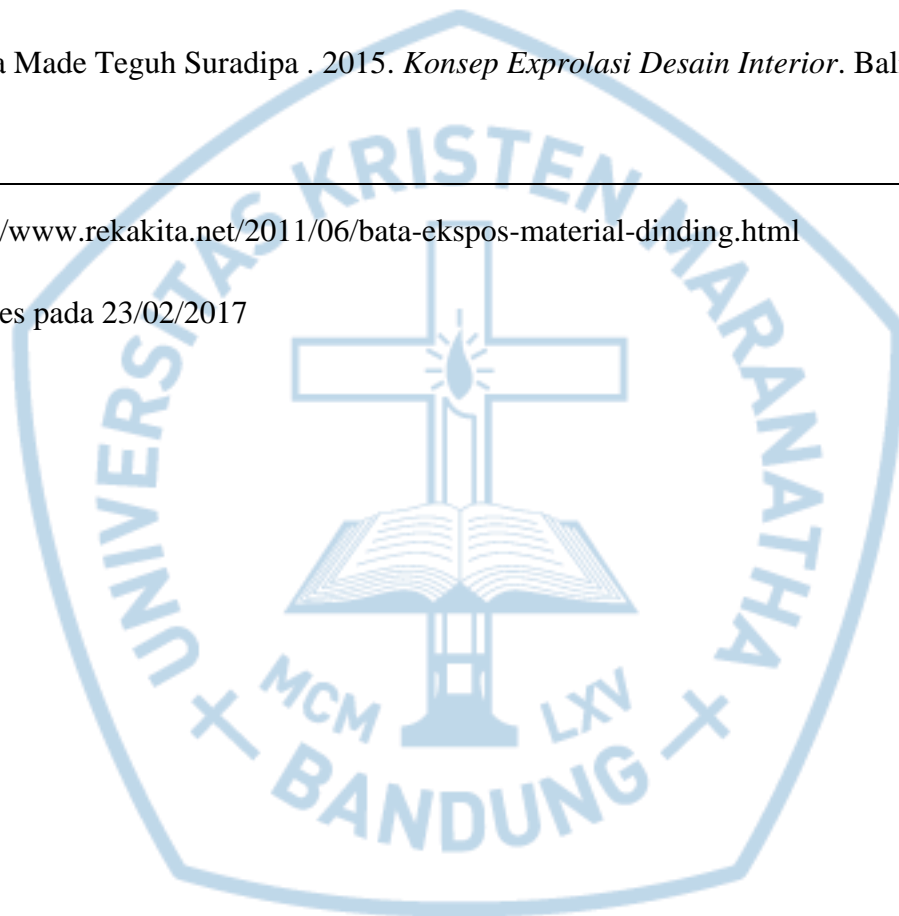 a Made Teguh Suradipa . 2015. Konsep Exprolasi Desain Interior. Bal
/www.rekakita.net/2011/06/bata-ekspos-material-dinding.html
es pada 23/02/2017
UNIVERSITAS KRISTEN MARANATHA
MCM LXV
BANDUNG